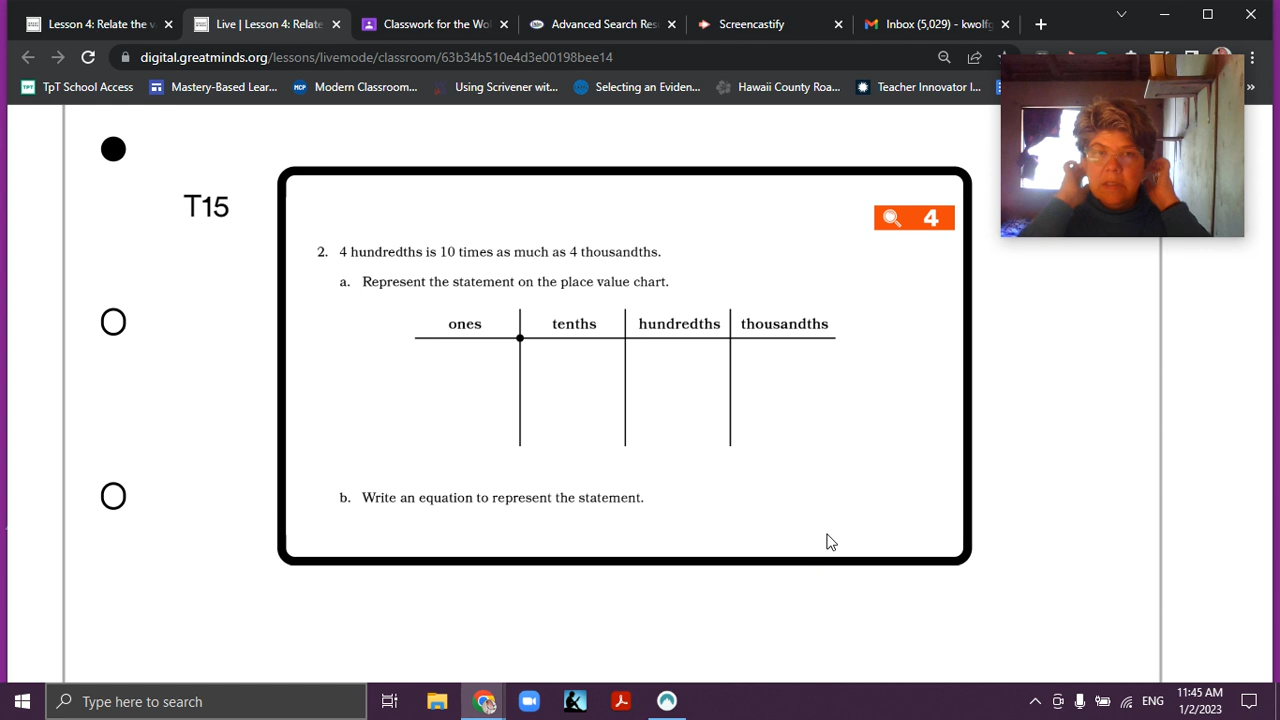 Lesson 4: Relate the v
Live | Lesson 4: Relate
Classwork for the Wo
Advanced Search Res
Screencastify
Inbox (5,029) - kwolfg
digital.greatminds.org/lessons/livemode/classroom/63b34b510e4d3e00198bee14
TpT School Access
Mastery-Based Lear...
Modern Classroom...
Using Scrivener wit...
Selecting an Eviden...
Hawaii County Roa...
Teacher Innovator I...
T15
4
2. 4 hundredths is 10 times as much as 4 thousandths.
a. Represent the statement on the place value chart.
ones tenths hundredths thousandths
b. Write an equation to represent the statement.
Type here to search
ENG
11:45 AM
1/2/2023